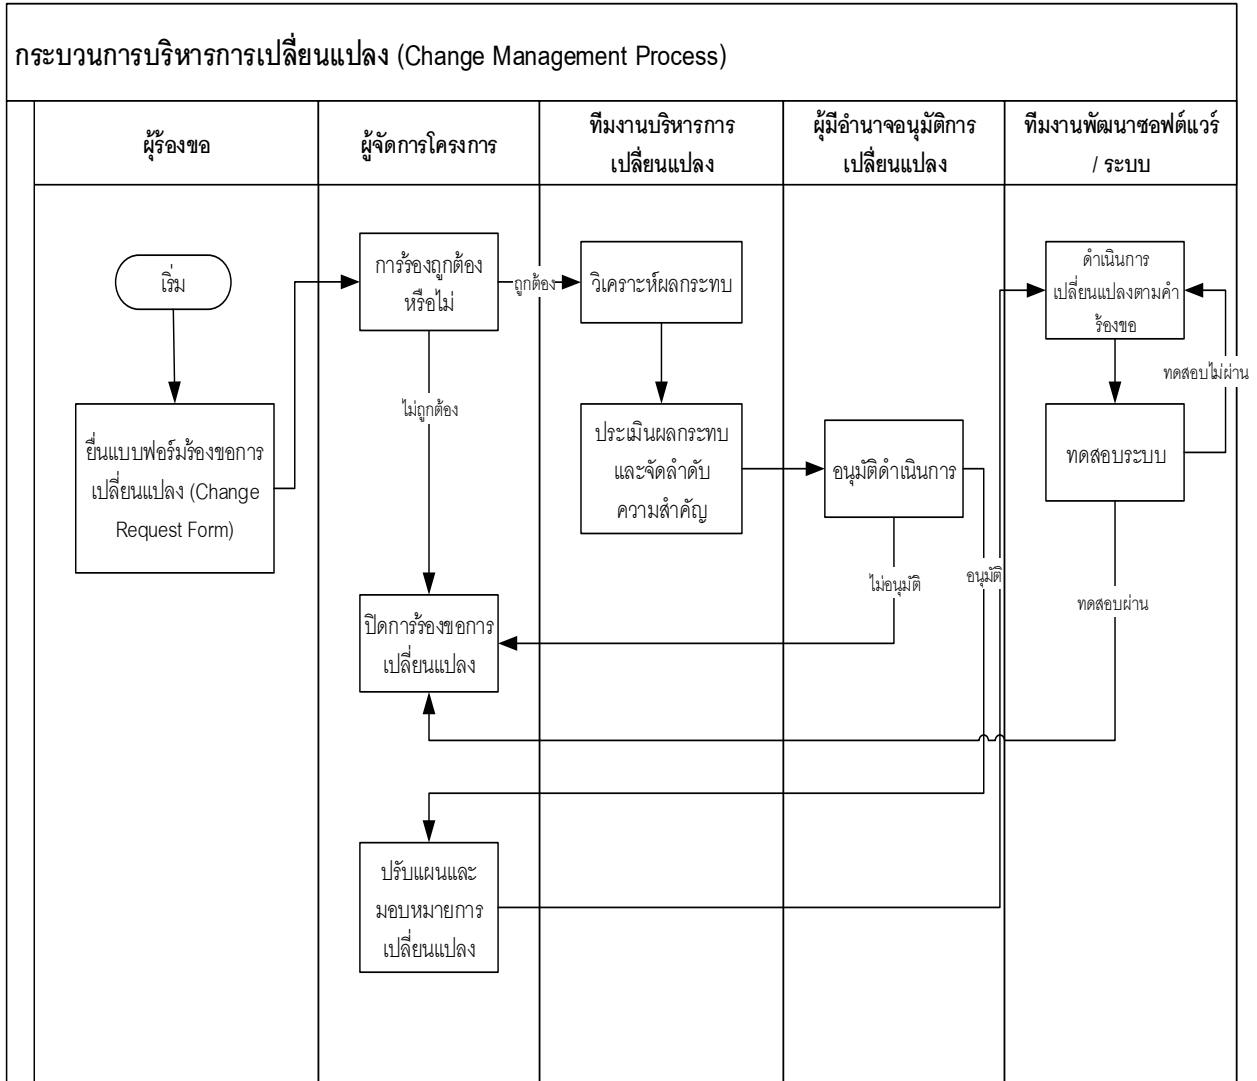 กระบวนการบริหารการเปลี่ยนแปลง (Change Management Process)
ผู้ร้องขอ
ผู้จัดการโครงการ
ทีมงานบริหารการ
เปลี่ยนแปลง
ผุ้มีอำนาจอนุมัติการ
เปลี่ยนแปลง
ทีมงานพัฒนาซอฟต์แวร์
/ ระบบ
เริ่ม
การร้องถูกต้อง
หรือไม่
ถูกต้อง
วิเคราะห์ผลกระทบ
ดำเนินการ
เปลี่ยนแปลงตามคำ
ร้องขอ
ทดสอบไม่ผ่าน
ไม่ถูกต้อง
ยื่นแบบฟอร์มร้องขอการ
เปลี่ยนแปลง (Change
Request Form)
ประเมินผลกระทบ
และจัดลำดับ
ความสำคัญ
อนุมัติดำเนินการ
ทดสอบระบบ
ไม่อนุมัติ
อนุมัติ
ทดสอบผ่าน
ปิดการร้องขอการ
เปลี่ยนแปลง
ปรับแผนและ
มอบหมายการ
เปลี่ยนแปลง